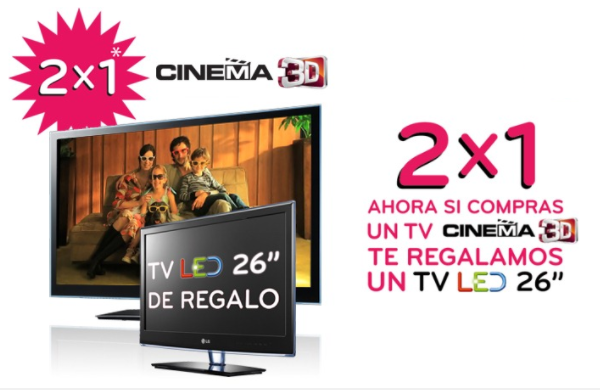 2x1*
CINEMA 3D
TV LED 26"
DE REGALO
LG
2x1
AHORA SI COMPRAS
UN TV CINEMA 3D
TE REGALAMOS
UN TV LED 26"